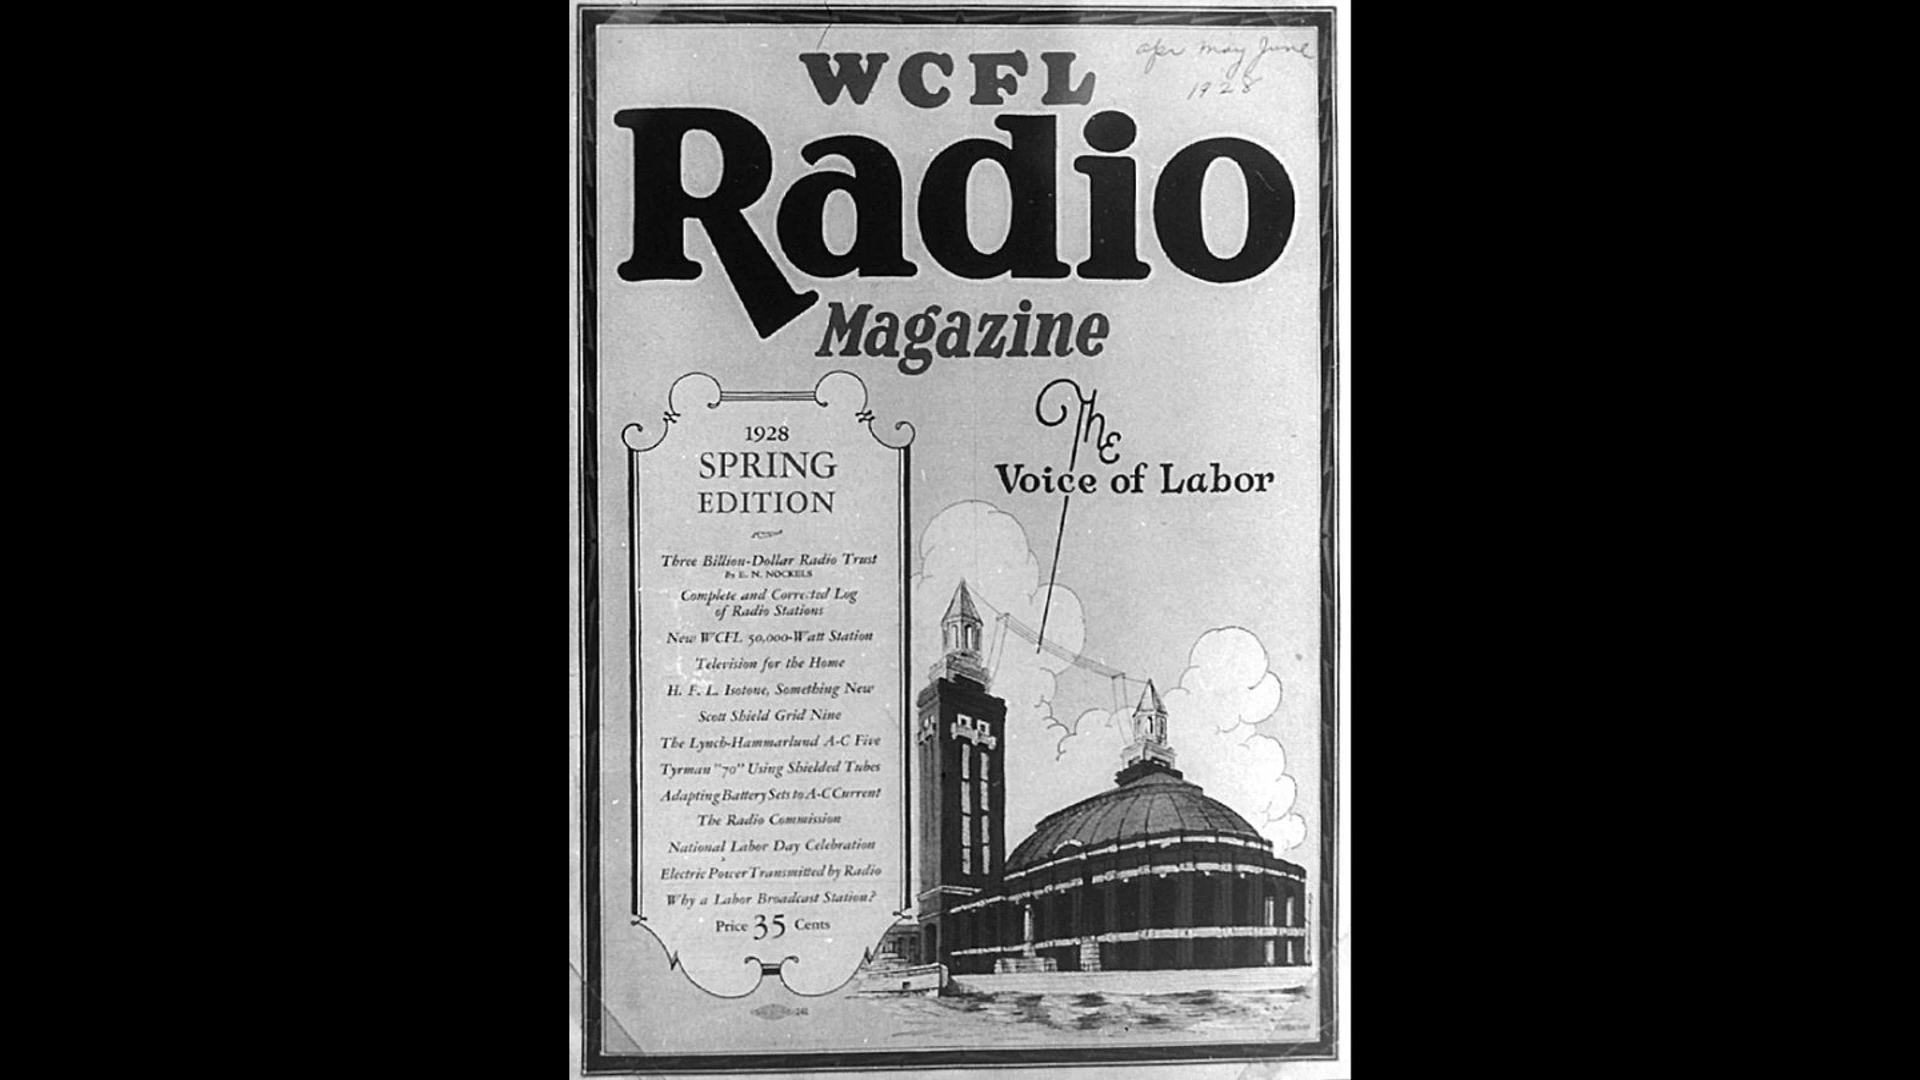 apr may June
1928
WCFL
Radio
Magazine
The
Voice of Labor
1928
SPRING
EDITION
Three Billion-Dollar Radio Trust
By E. N. NOCKELS
Complete and Corrected Log
of Radio Stations
New WCFL 50,000-Watt Station
Television for the Home
H. F. L. Isotone, Something New
Scott Shield Grid Nine
The Lynch-Hammarlund A-C Five
Tyrman "70" Using Shielded Tubes
Adapting Battery Sets to A-C Current
The Radio Commission
National Labor Day Celebration
Electric Power Transmitted by Radio
Why a Labor Broadcast Station?
Price 35 Cents